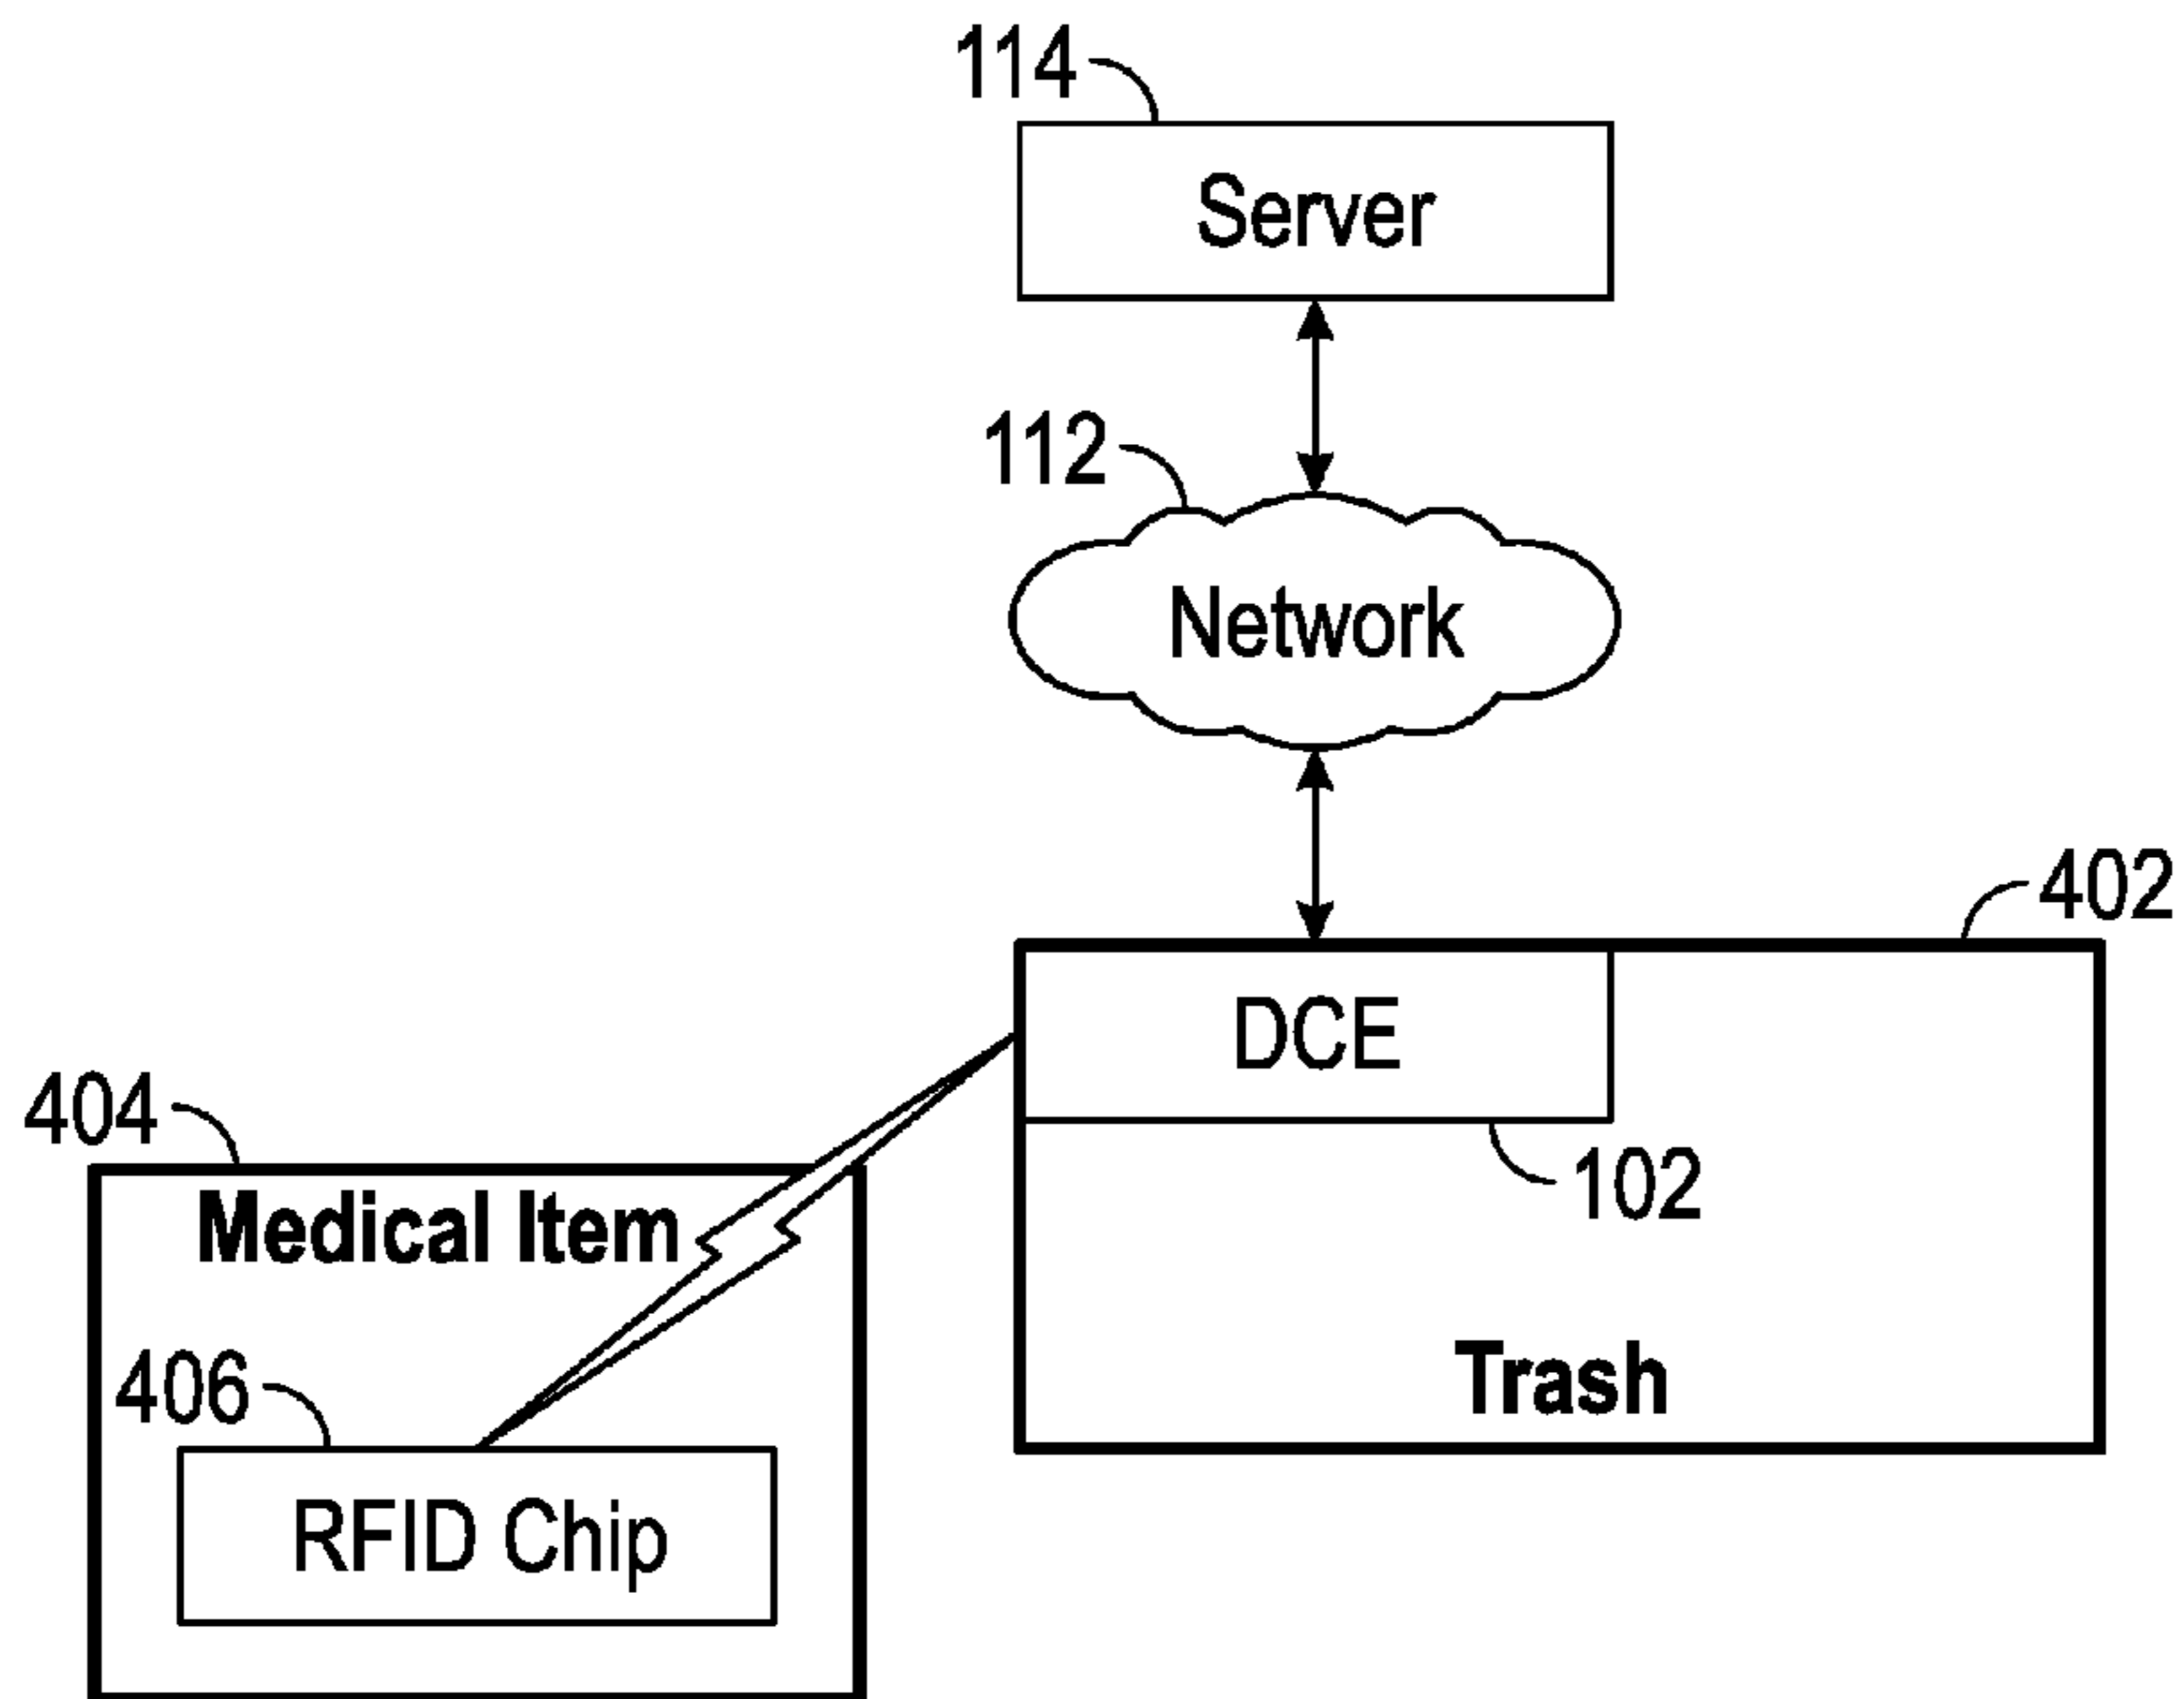 114
Server
112
Network
402
DCE
404
102
Medical Item
Trash
406
RFID Chip